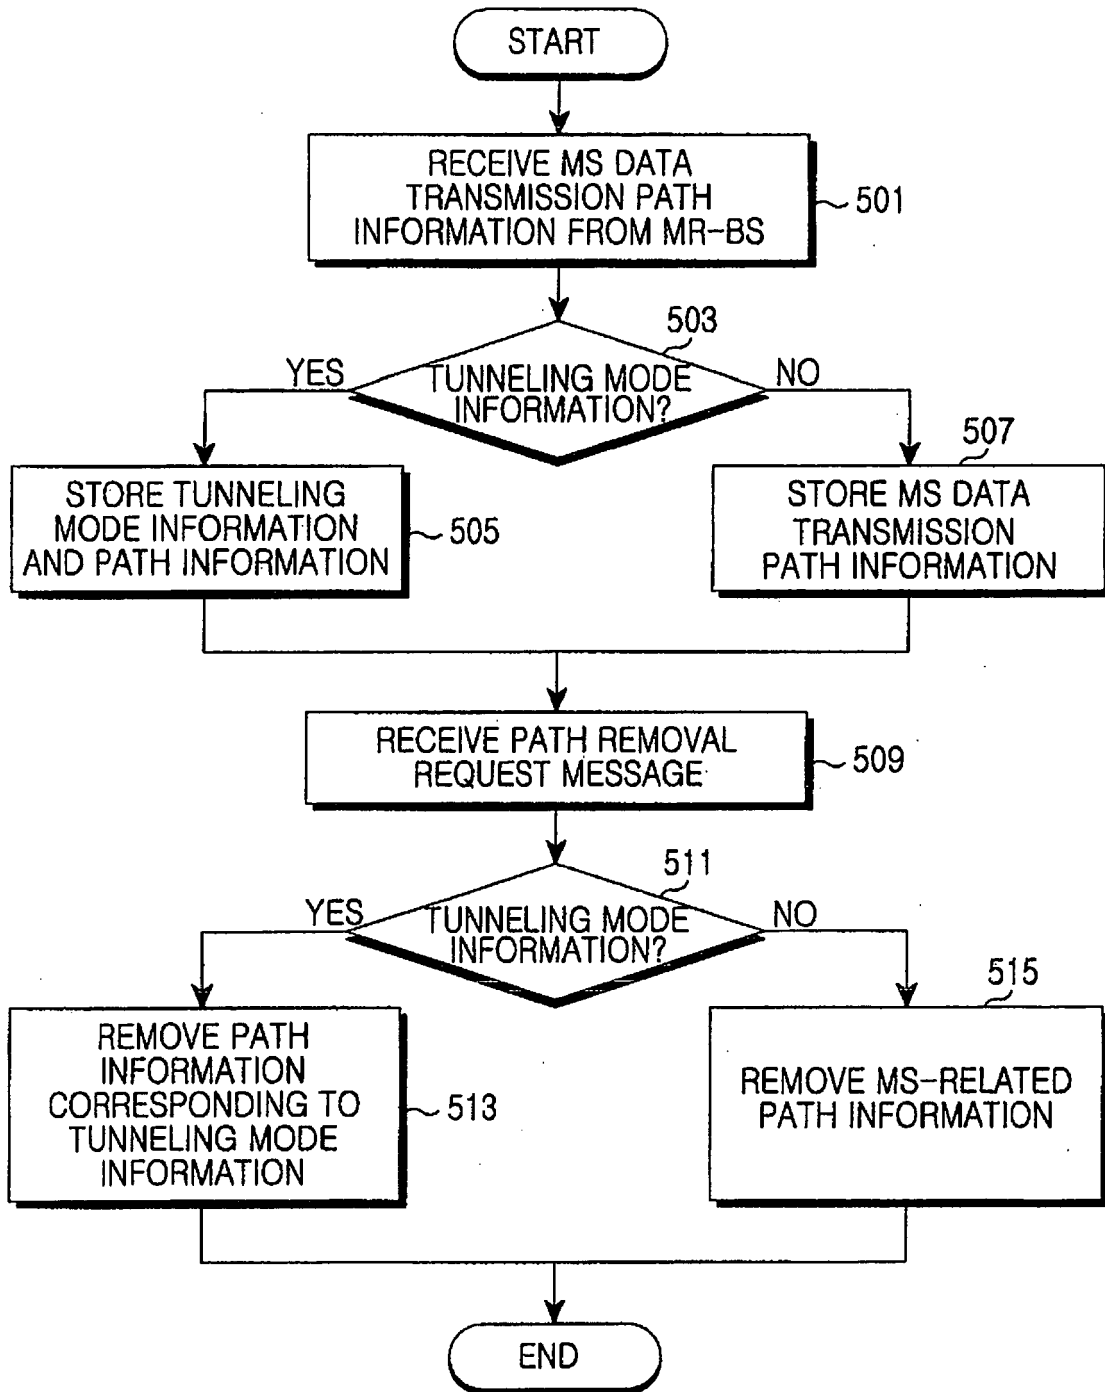 START
RECEIVE MS DATA
TRANSMISSION PATH
INFORMATION FROM MR-BS
501
503
YES
TUNNELING MODE
INFORMATION?
NO
STORE TUNNELING
MODE INFORMATION
AND PATH INFORMATION
505
507
STORE MS DATA
TRANSMISSION
PATH INFORMATION
RECEIVE PATH REMOVAL
REQUEST MESSAGE
509
511
YES
TUNNELING MODE
INFORMATION?
NO
REMOVE PATH
INFORMATION
CORRESPONDING TO
TUNNELING MODE
INFORMATION
513
515
REMOVE MS-RELATED
PATH INFORMATION
END